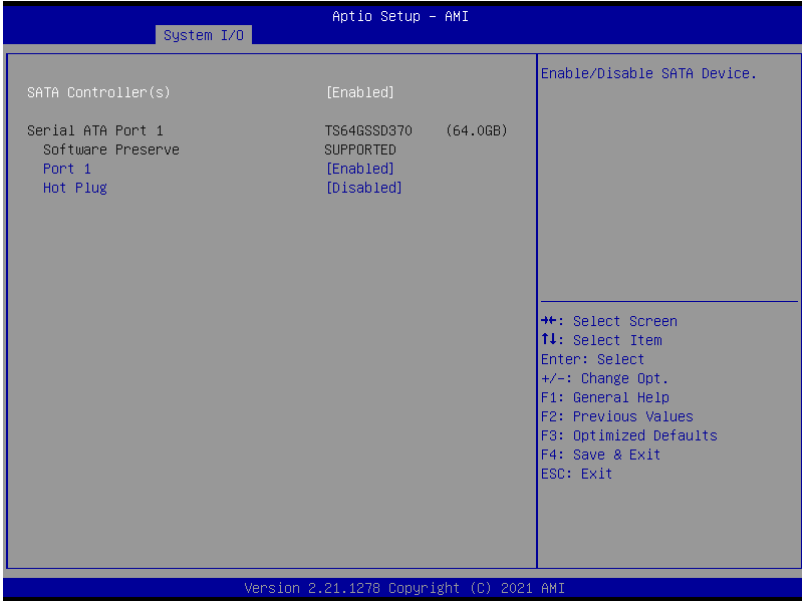 Aptio Setup – AMI
System I/O
SATA Controller(s) [Enabled]
Serial ATA Port 1 TS64GSSD370 (64.0GB)
Software Preserve SUPPORTED
Port 1 [Enabled]
Hot Plug [Disabled]
Enable/Disable SATA Device.
→←: Select Screen
↑↓: Select Item
Enter: Select
+/-: Change Opt.
F1: General Help
F2: Previous Values
F3: Optimized Defaults
F4: Save & Exit
ESC: Exit
Version 2.21.1278 Copyright (C) 2021 AMI